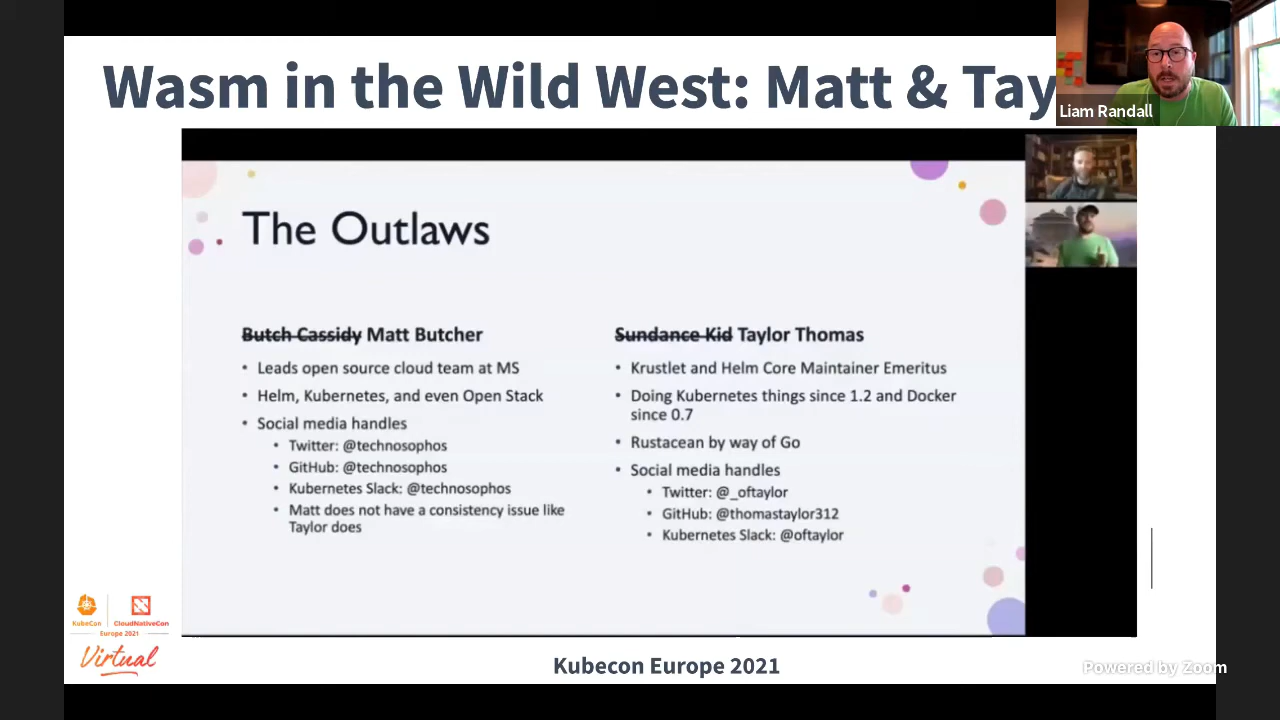 Wasm in the Wild West: Matt & Tay
Liam Randall
The Outlaws
Butch Cassidy Matt Butcher
• Leads open source cloud team at MS
• Helm, Kubernetes, and even Open Stack
• Social media handles
• Twitter: @technosophos
• GitHub: @technosophos
• Kubernetes Slack: @technosophos
• Matt does not have a consistency issue like
Taylor does
Sundance Kid Taylor Thomas
• Krustlet and Helm Core Maintainer Emeritus
• Doing Kubernetes things since 1.2 and Docker
since 0.7
• Rustacean by way of Go
• Social media handles
• Twitter: @_oftaylor
• GitHub: @thomastaylor312
• Kubernetes Slack: @oftaylor
KubeCon
CloudNativeCon
Europe 2021
Virtual
Kubecon Europe 2021
Powered by Zoom